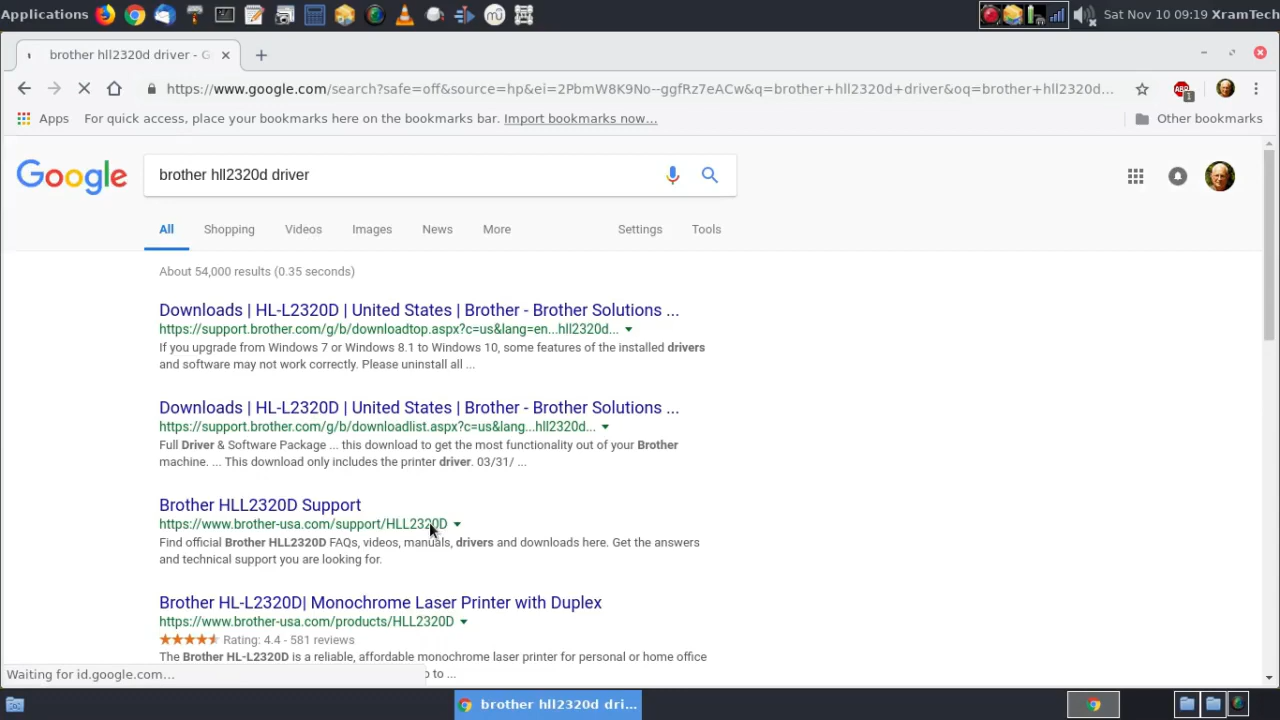 Applications
Sat Nov 10 09:19 XramTech
brother hll2320d driver - G
https://www.google.com/search?safe=off&source=hp&ei=2PbmW8K9No--ggfRz7eACw&q=brother+hll2320d+driver&oq=brother+hll2320d...
ABP
1
Apps
For quick access, place your bookmarks here on the bookmarks bar. Import bookmarks now...
Other bookmarks
Google
brother hll2320d driver
All
Shopping
Videos
Images
News
More
Settings
Tools
About 54,000 results (0.35 seconds)
Downloads | HL-L2320D | United States | Brother - Brother Solutions ...
https://support.brother.com/g/b/downloadtop.aspx?c=us&lang=en...hll2320d...
If you upgrade from Windows 7 or Windows 8.1 to Windows 10, some features of the installed drivers
and software may not work correctly. Please uninstall all ...
Downloads | HL-L2320D | United States | Brother - Brother Solutions ...
https://support.brother.com/g/b/downloadlist.aspx?c=us&lang...hll2320d...
Full Driver & Software Package ... this download to get the most functionality out of your Brother
machine. ... This download only includes the printer driver. 03/31/ ...
Brother HLL2320D Support
https://www.brother-usa.com/support/HLL2320D
Find official Brother HLL2320D FAQs, videos, manuals, drivers and downloads here. Get the answers
and technical support you are looking for.
Brother HL-L2320D| Monochrome Laser Printer with Duplex
https://www.brother-usa.com/products/HLL2320D
Rating: 4.4 - 581 reviews
The Brother HL-L2320D is a reliable, affordable monochrome laser printer for personal or home office
Waiting for id.google.com...
to ...
brother hll2320d dri...